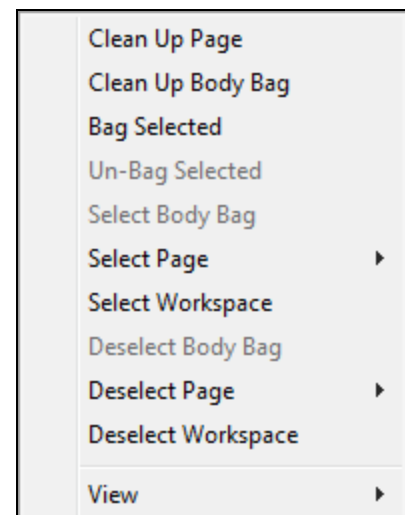 Clean Up Page
Clean Up Body Bag
Bag Selected
Un-Bag Selected
Select Body Bag
Select Page
Select Workspace
Deselect Body Bag
Deselect Page
Deselect Workspace
View